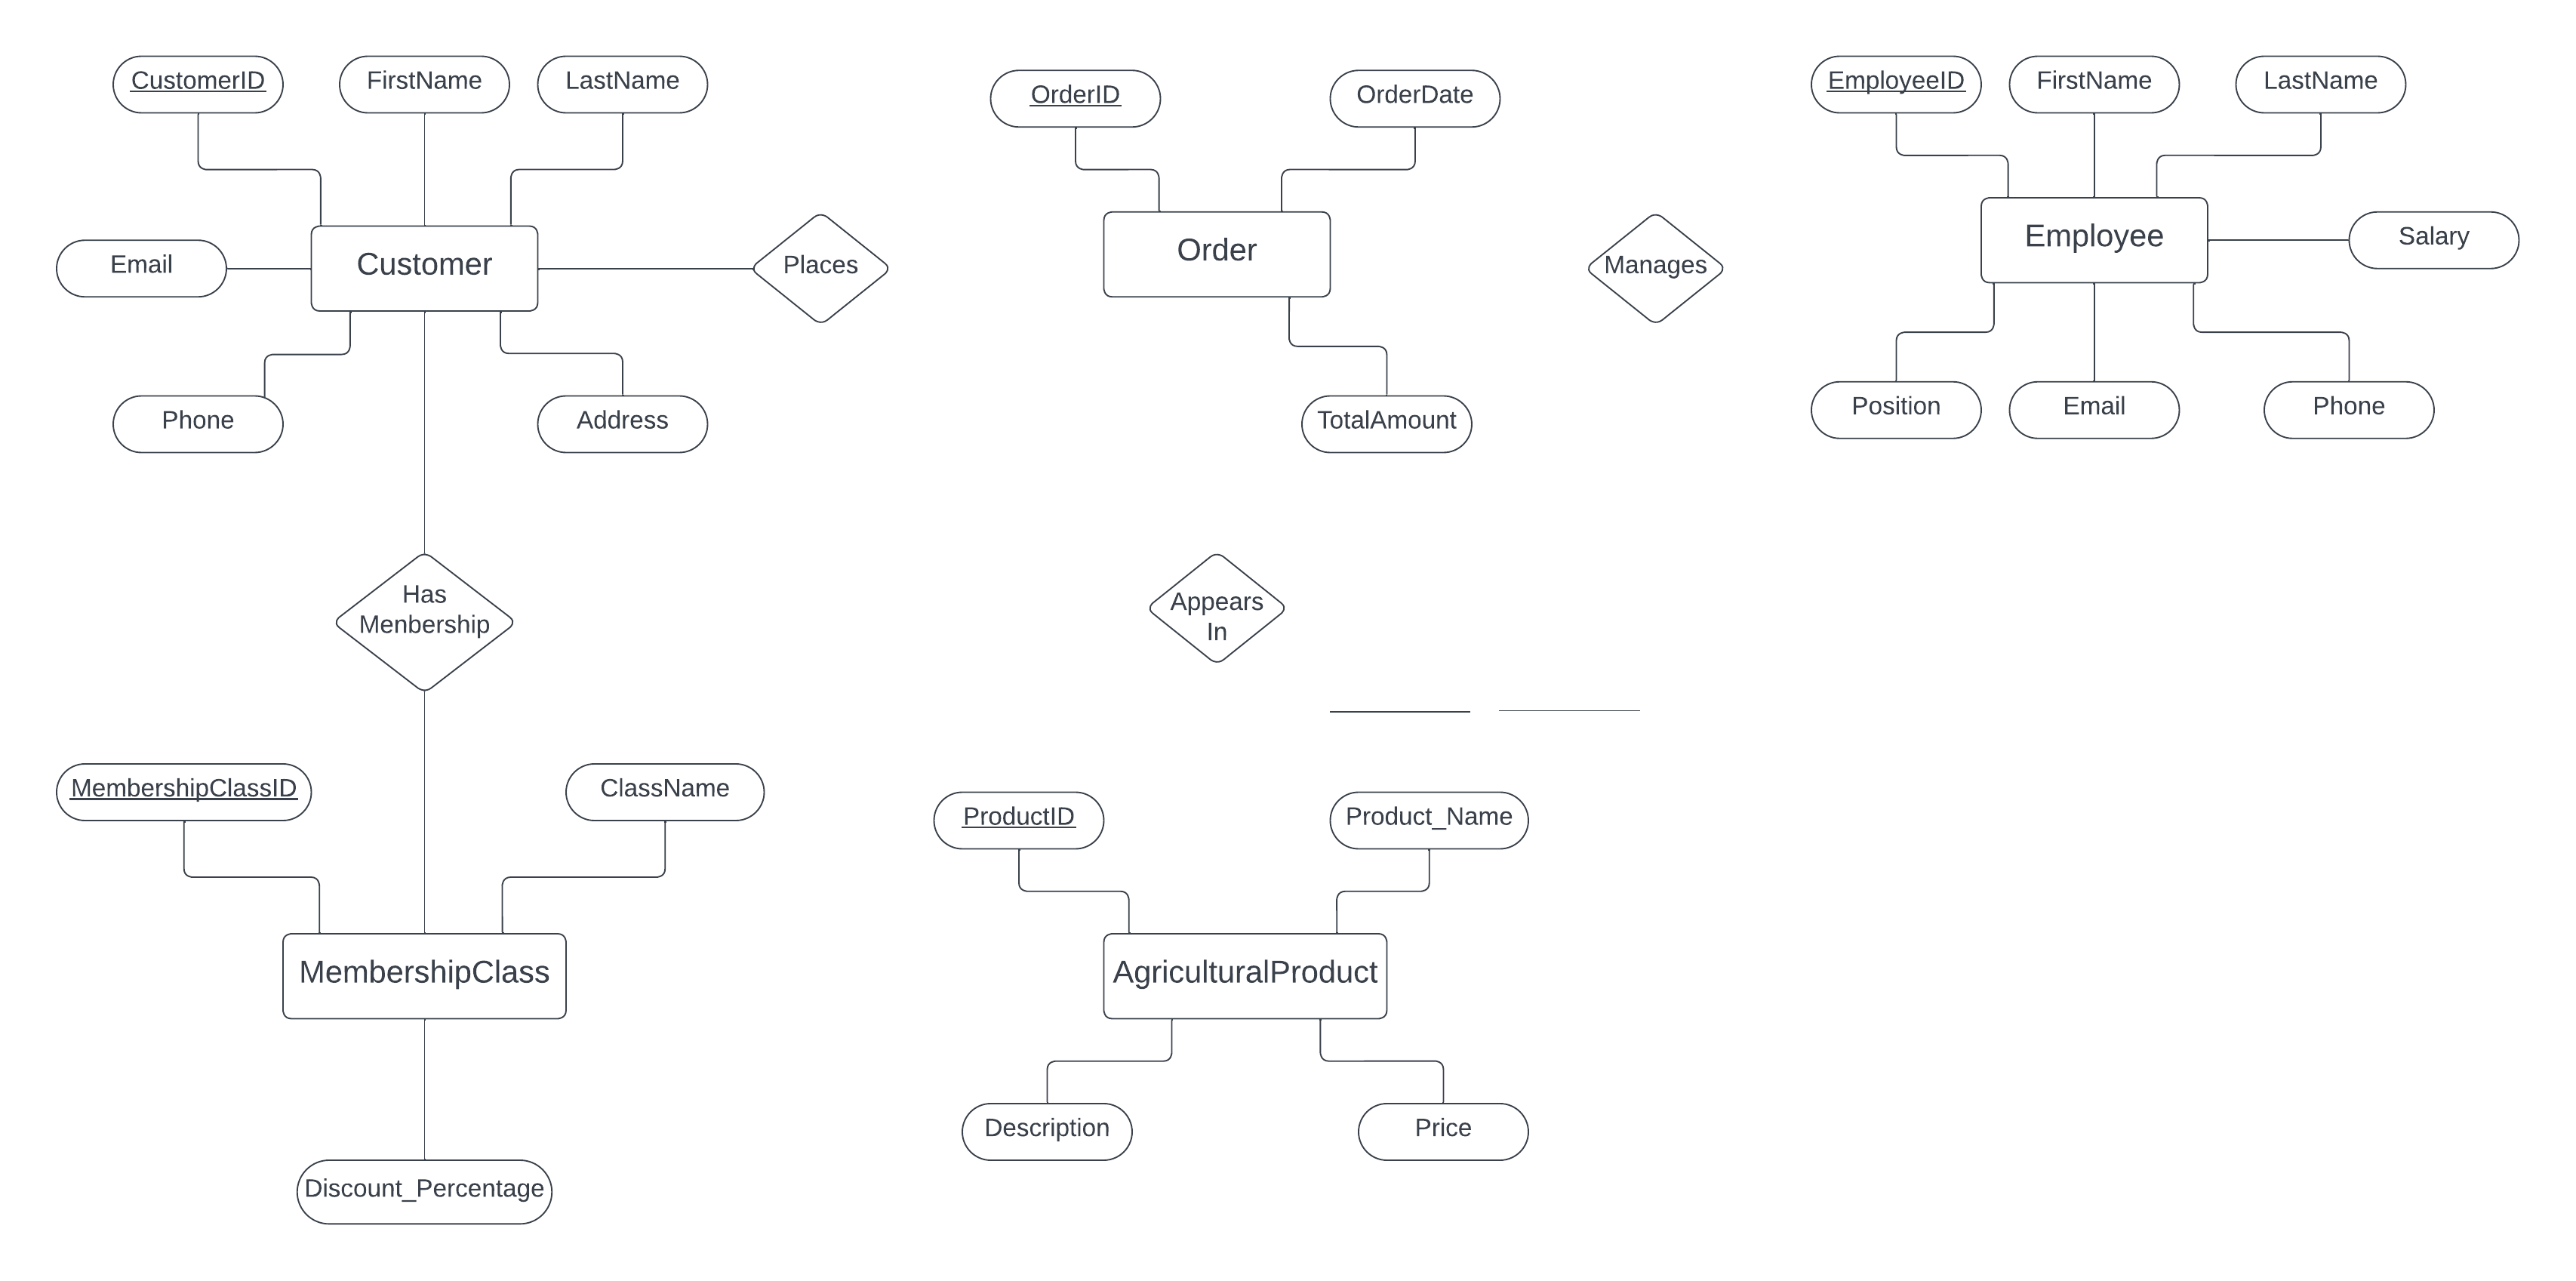 CustomerID
FirstName
LastName
OrderID
OrderDate
EmployeeID
FirstName
LastName
Email
Customer
Places
Order
Manages
Employee
Salary
Phone
Address
TotalAmount
Position
Email
Phone
Has
Menbership
Appears
In
MembershipClassID
ClassName
ProductID
Product_Name
MembershipClass
AgriculturalProduct
Description
Price
Discount_Percentage